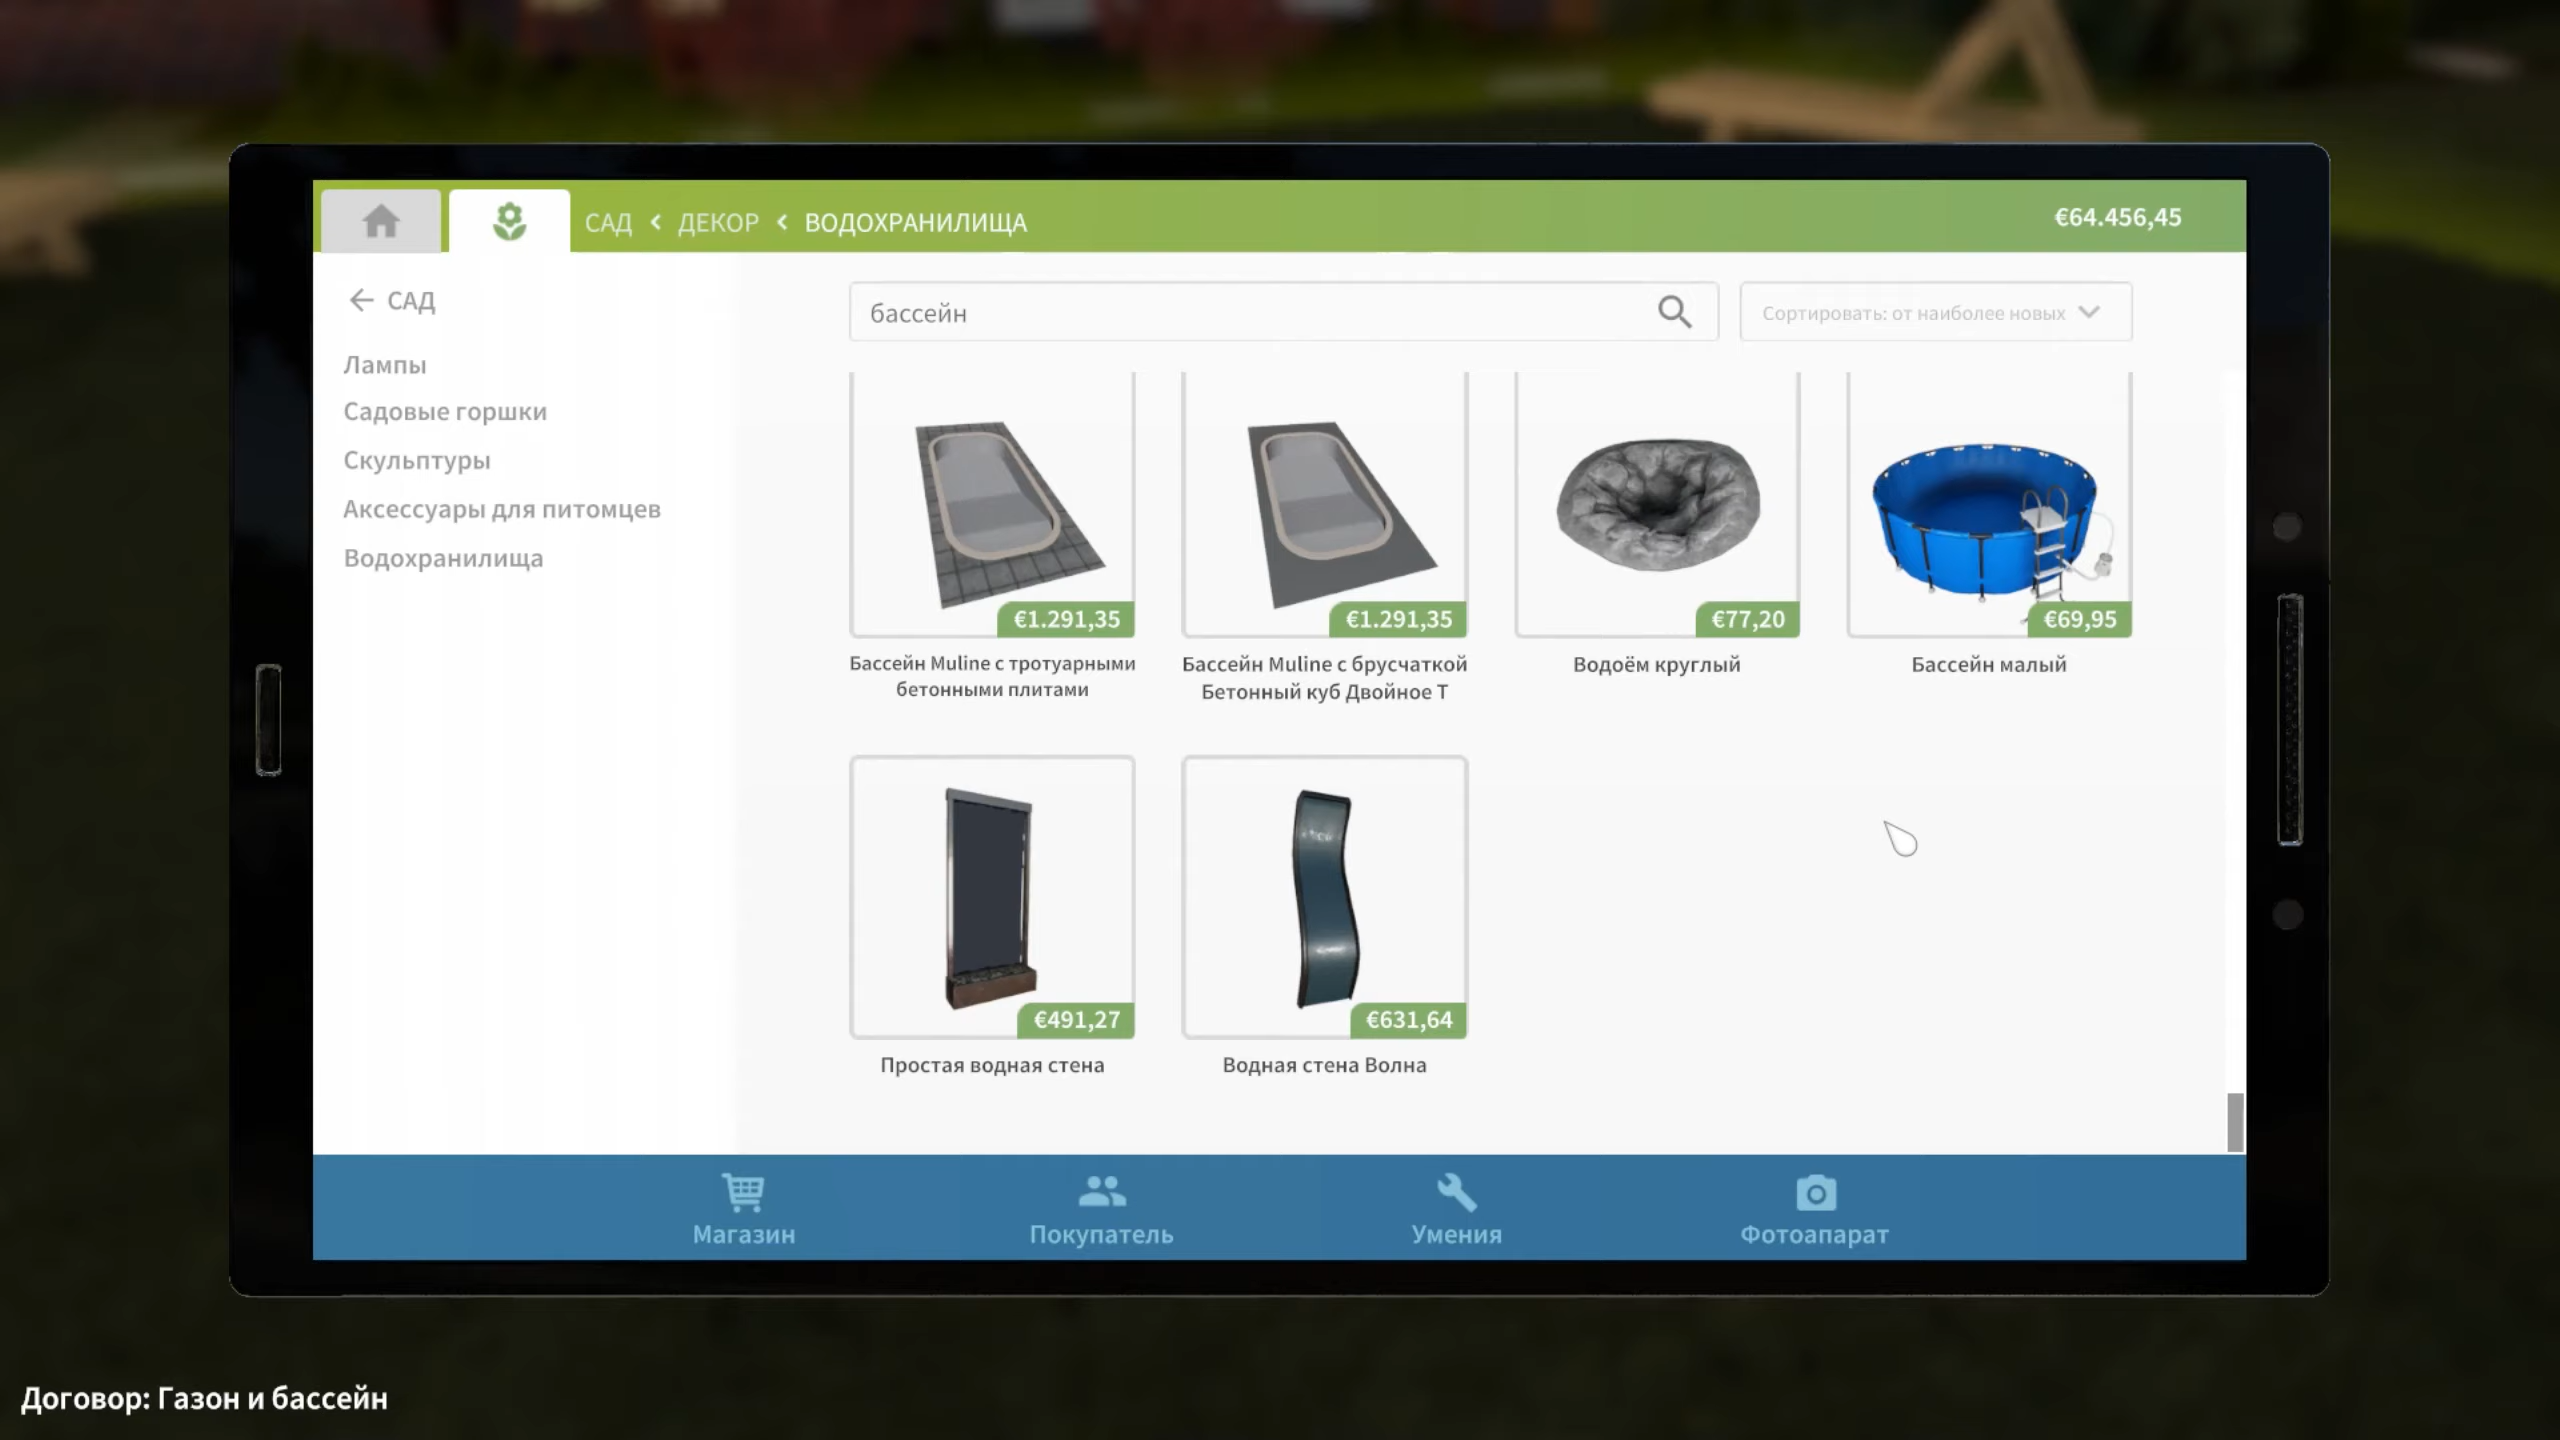 САД < ДЕКОР < ВОДОХРАНИЛИЩА
€64.456,45
САД
Лампы
Садовые горшки
Скульптуры
Аксессуары для питомцев
Водохранилища
бассейн
Сортировать: от наиболее новых
€1.291,35
€1.291,35
€77,20
€69,95
Бассейн Muline с тротуарными
бетонными плитами
Бассейн Muline с брусчаткой
Бетонный куб Двойное Т
Водоём круглый
Бассейн малый
€491,27
€631,64
Простая водная стена
Водная стена Волна
Магазин
Покупатель
Умения
Фотоапарат
Договор: Газон и бассейн